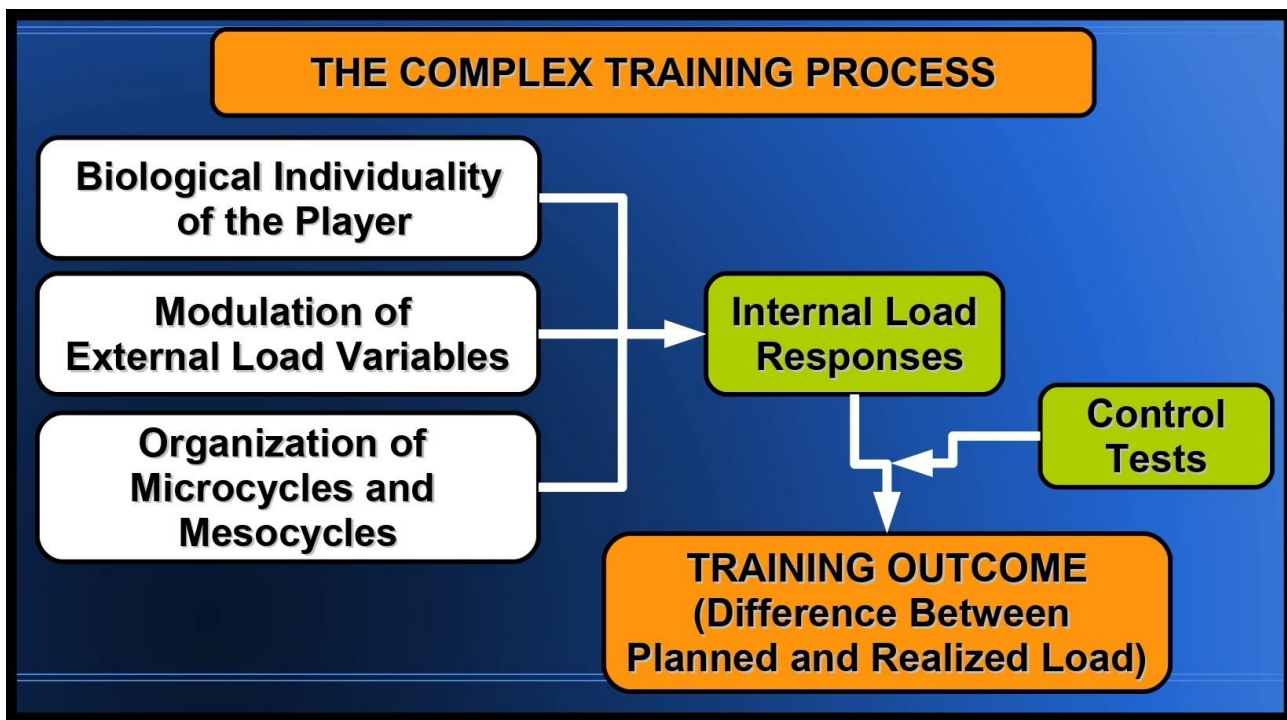 THE COMPLEX TRAINING PROCESS
Biological Individuality
of the Player
Modulation of
External Load Variables
Organization of
Microcycles and
Mesocycles
Internal Load
Responses
Control
Tests
TRAINING OUTCOME
(Difference Between
Planned and Realized Load)